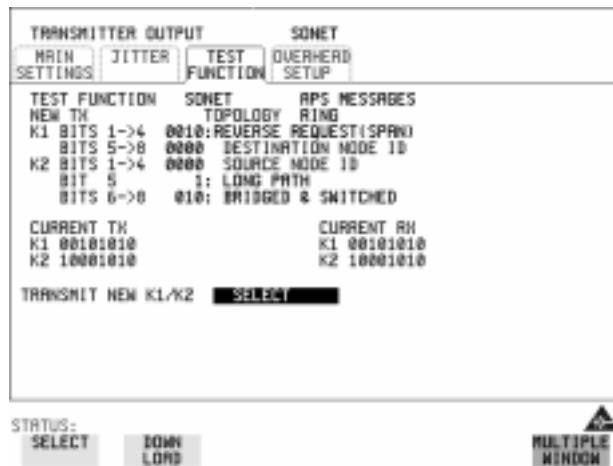 TRANSMITTER OUTPUT SONET
MAIN SETTINGS JITTER TEST FUNCTION OVERHEAD SETUP
TEST FUNCTION SONET APS MESSAGES
NEW TX TOPOLOGY RING
K1 BITS 1->4 0010:REVERSE REQUEST(SPAN)
BITS 5->8 0000 DESTINATION NODE ID
K2 BITS 1->4 0000 SOURCE NODE ID
BIT 5 1: LONG PATH
BITS 6->8 010: BRIDGED & SWITCHED
CURRENT TX CURRENT RX
K1 00101010 K1 00101010
K2 10001010 K2 10001010
TRANSMIT NEW K1/K2 SELECT
STATUS:
SELECT DOWN LOAD MULTIPLE WINDOW